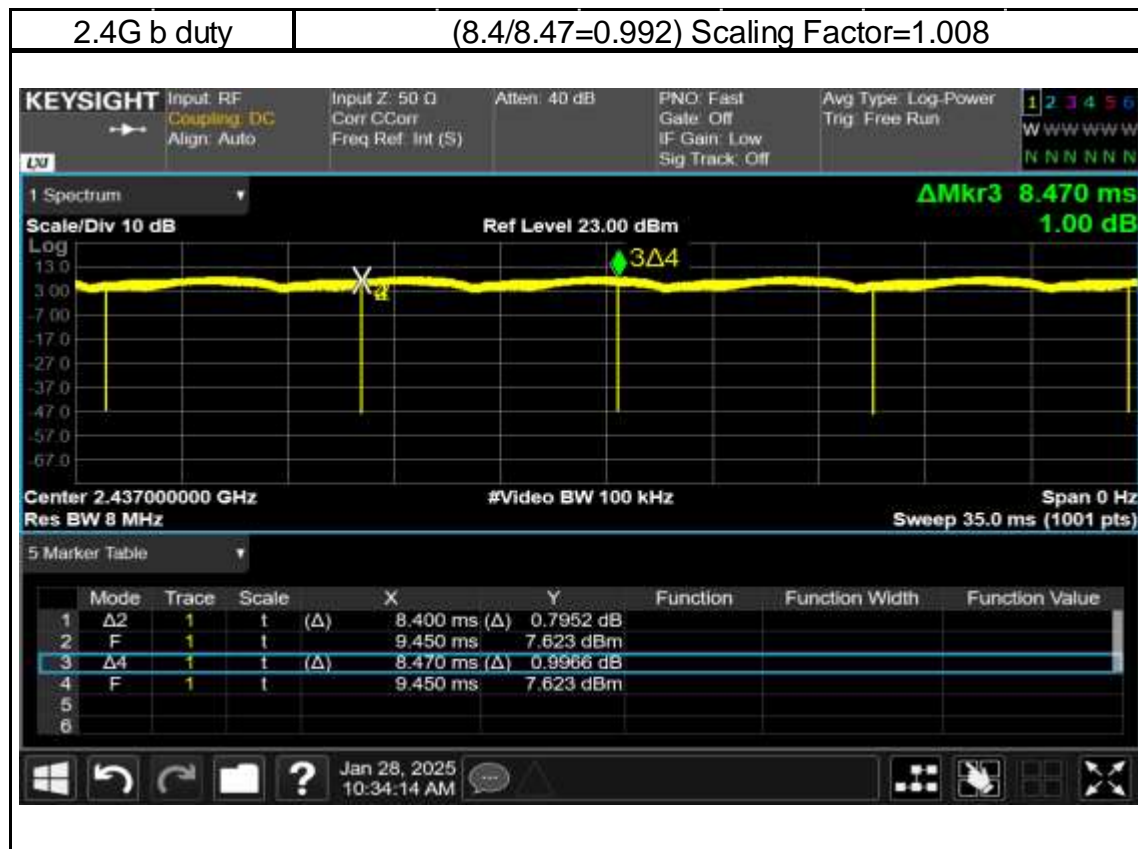 2.4G b duty (8.4/8.47=0.992) Scaling Factor=1.008
KEYSIGHT Input: RF Input Z: 50 Ω Atten: 40 dB PNO: Fast Avg Type: Log-Power 1 2 3 4 5 6
Coupling: DC Corr CCorr Gate: Off Trig: Free Run
Align: Auto Freq Ref: Int (S) IF Gain: Low W W W W W W
LXI Sig Track: Off N N N N N N
1 Spectrum ΔMkr3 8.470 ms
Scale/Div 10 dB Ref Level 23.00 dBm 1.00 dB
Log
13.0
3Δ4
3.00
-7.00
-17.0
-27.0
-37.0
-47.0
-57.0
-67.0
Center 2.437000000 GHz #Video BW 100 kHz Span 0 Hz
Res BW 8 MHz Sweep 35.0 ms (1001 pts)
5 Marker Table
Mode Trace Scale X Y Function Function Width Function Value
1 Δ2 1 t (Δ) 8.400 ms (Δ) 0.7952 dB
2 F 1 t 9.450 ms 7.623 dBm
3 Δ4 1 t (Δ) 8.470 ms (Δ) 0.9966 dB
4 F 1 t 9.450 ms 7.623 dBm
5
6
? Jan 28, 2025
10:34:14 AM